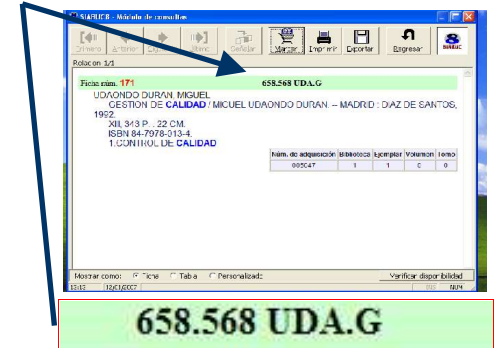 SIABUC8 - Módulo de consultas
Primero Anterior Último Señalar Marcar Imprimir Exportar Regresar SIABUC
Relación 1/1
Ficha núm. 171 658.568 UDA.G
UDAONDO DURAN, MIGUEL
GESTION DE CALIDAD / MIGUEL UDAONDO DURAN. -- MADRID : DIAZ DE SANTOS,
1992.
XIII, 343 P. . 22 CM.
ISBN 84-7978-013-4.
1.CONTROL DE CALIDAD
Núm. de adquisición Biblioteca Ejemplar Volumen Tomo
005047 1 1 0 0
Mostrar como: Ficha Tabla Personalizado Verificar disponibilidad
13:13 12/01/2007 INS NUM
658.568 UDA.G